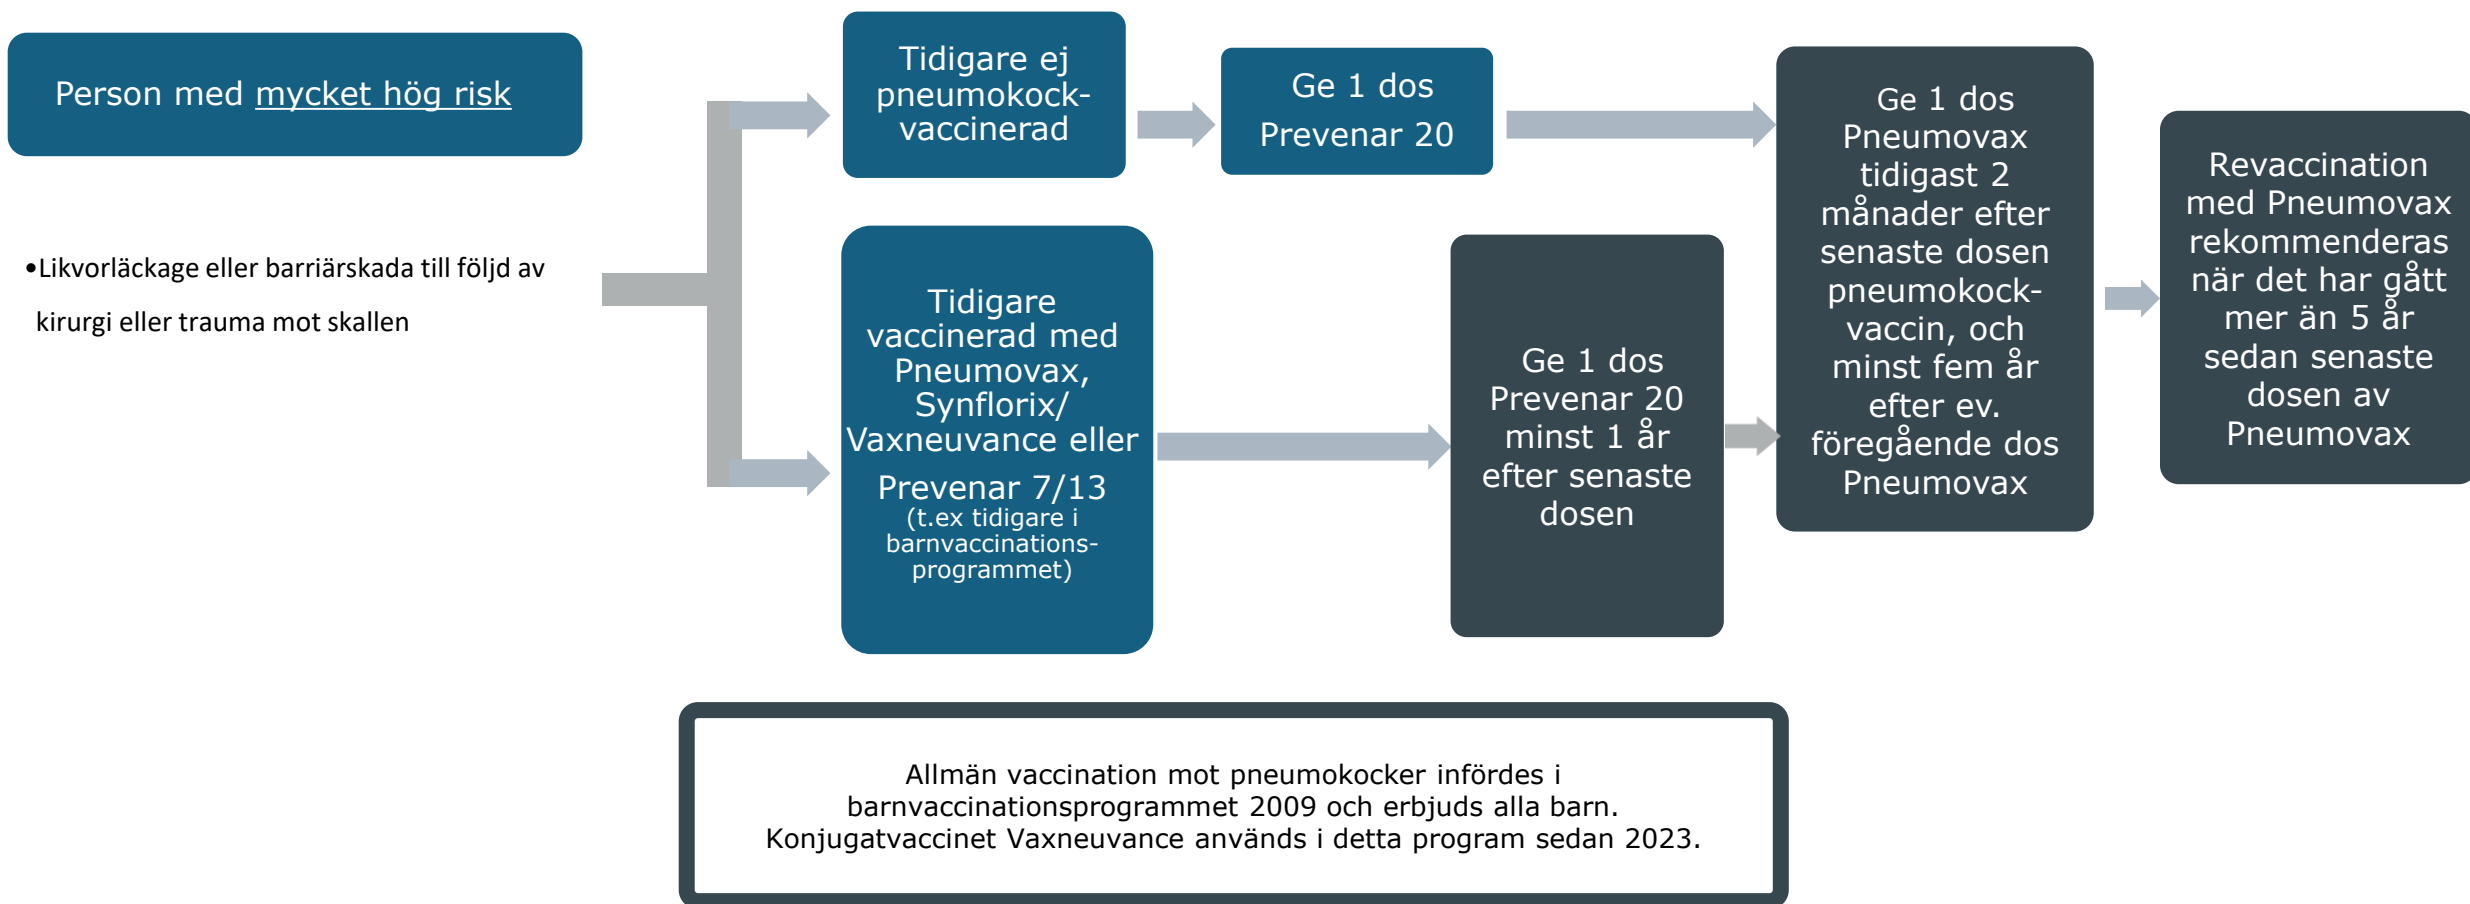 Person med mycket hög risk
•Likvorläckage eller barriärskada till följd av
kirurgi eller trauma mot skallen
Tidigare ej
pneumokock-
vaccinerad
Ge 1 dos
Prevenar 20
Tidigare
vaccinerad med
Pneumovax,
Synflorix/
Vaxneuvance eller
Prevenar 7/13
(t.ex tidigare i
barnvaccinations-
programmet)
Ge 1 dos
Prevenar 20
minst 1 år
efter senaste
dosen
Ge 1 dos
Pneumovax
tidigast 2
månader efter
senaste dosen
pneumokock-
vaccin, och
minst fem år
efter ev.
föregående dos
Pneumovax
Revaccination
med Pneumovax
rekommenderas
när det har gått
mer än 5 år
sedan senaste
dosen av
Pneumovax
Allmän vaccination mot pneumokocker infördes i
barnvaccinationsprogrammet 2009 och erbjuds alla barn.
Konjugatvaccinet Vaxneuvance används i detta program sedan 2023.